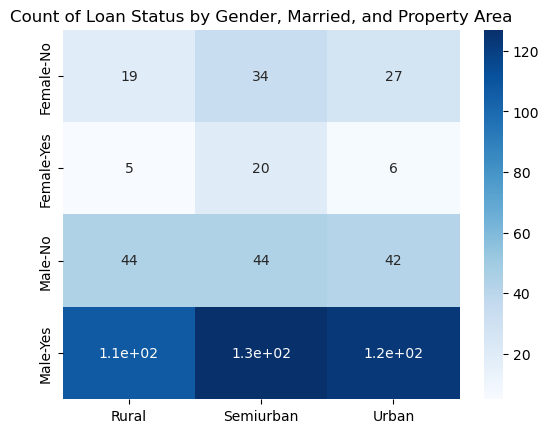 Count of Loan Status by Gender, Married, and Property Area
Female-No
19 34 27
Female-Yes
5 20 6
Male-No
44 44 42
Male-Yes
1.1e+02 1.3e+02 1.2e+02
Rural Semiurban Urban
120
100
80
60
40
20